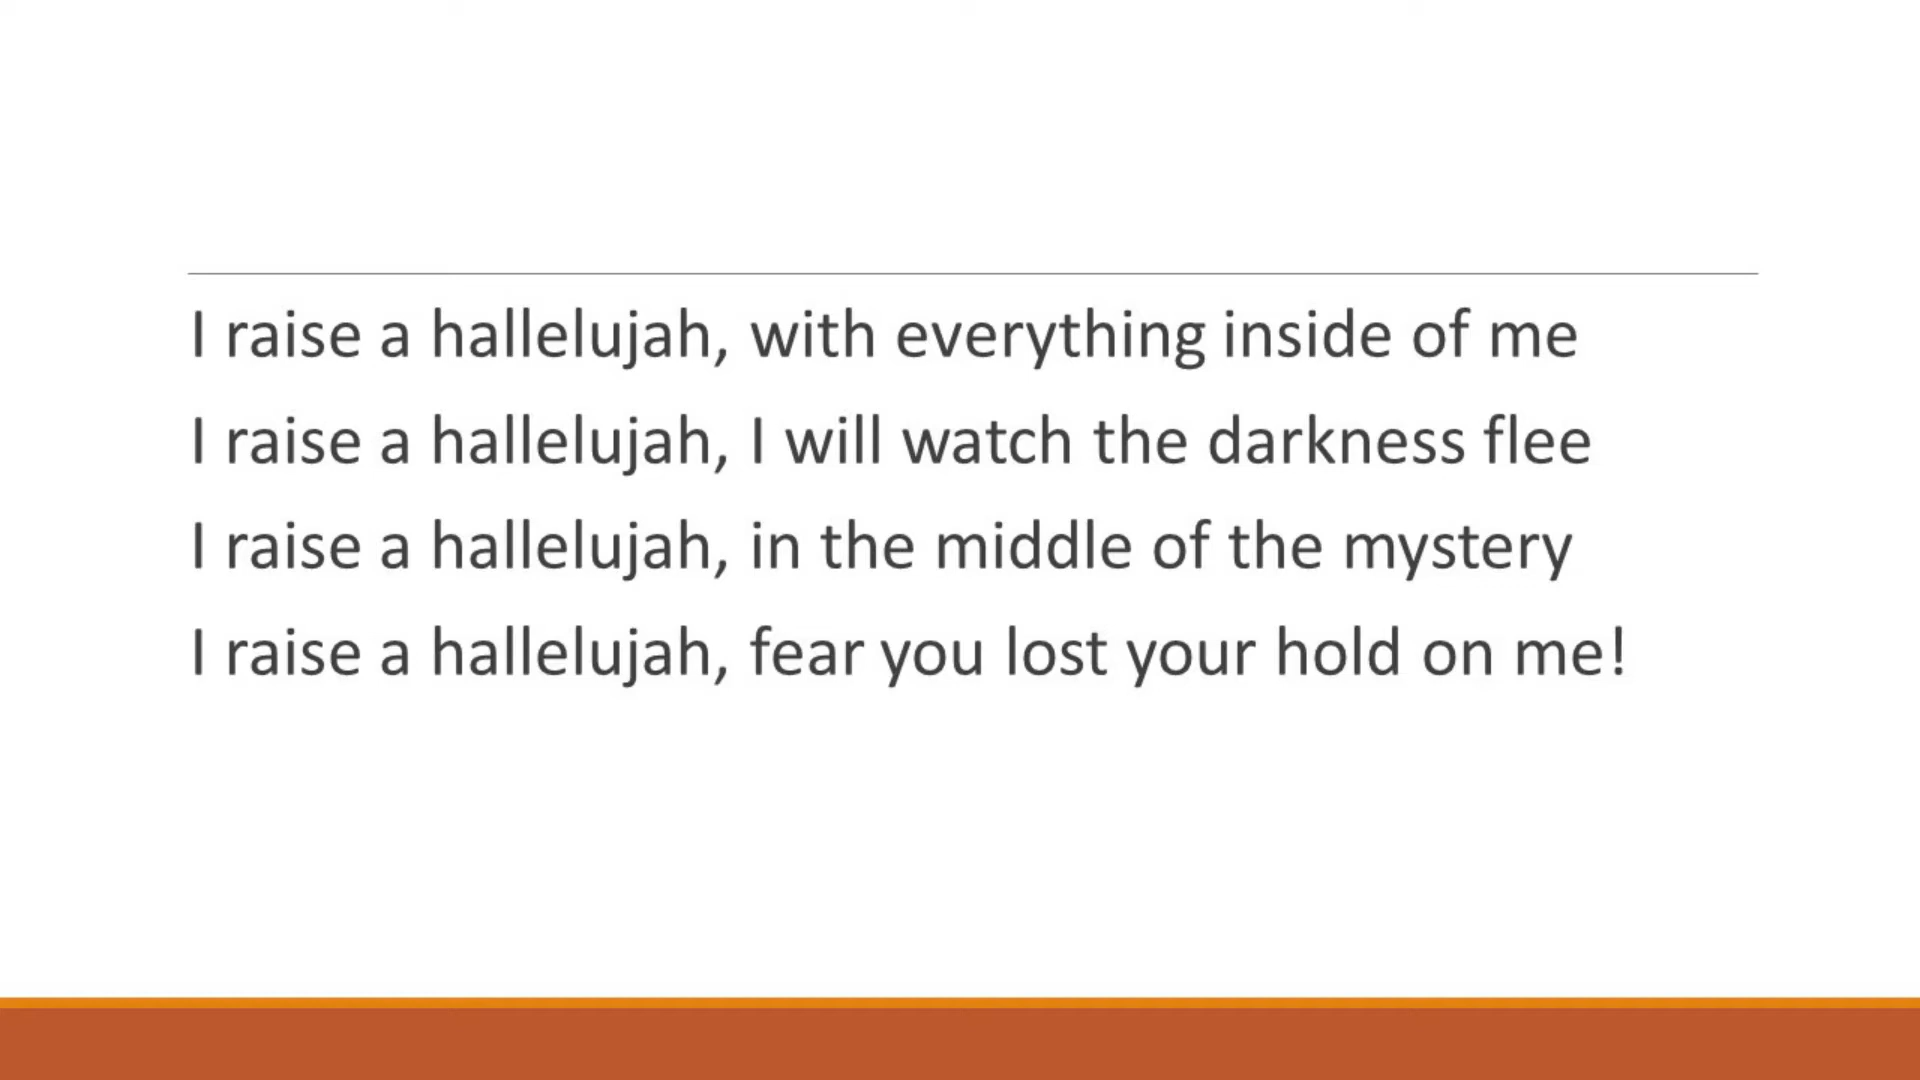 I raise a hallelujah, with everything inside of me
I raise a hallelujah, I will watch the darkness flee
I raise a hallelujah, in the middle of the mystery
I raise a hallelujah, fear you lost your hold on me!